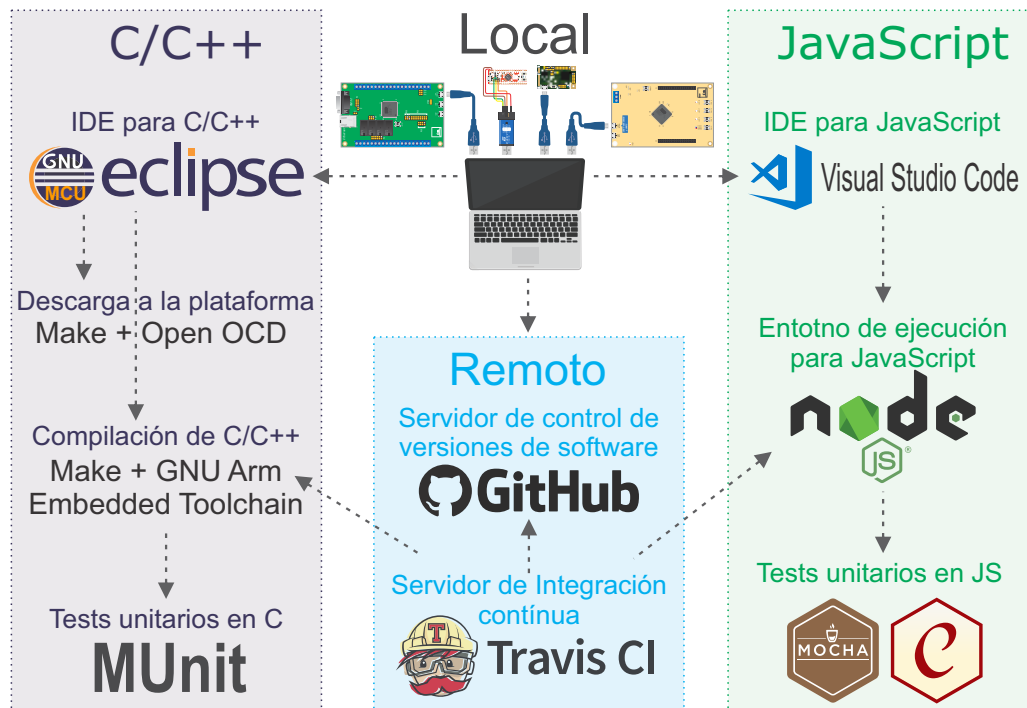 C/C++
IDE para C/C++
GNU
MCU
eclipse
Descarga a la plataforma
Make + Open OCD
Compilación de C/C++
Make + GNU Arm
Embedded Toolchain
Tests unitarios en C
MUnit
Local
Remoto
Servidor de control de
versiones de software
GitHub
Servidor de Integración
contínua
T
Travis CI
JavaScript
IDE para JavaScript
Visual Studio Code
Entotno de ejecución
para JavaScript
node
JS®
Tests unitarios en JS
MOCHA
C